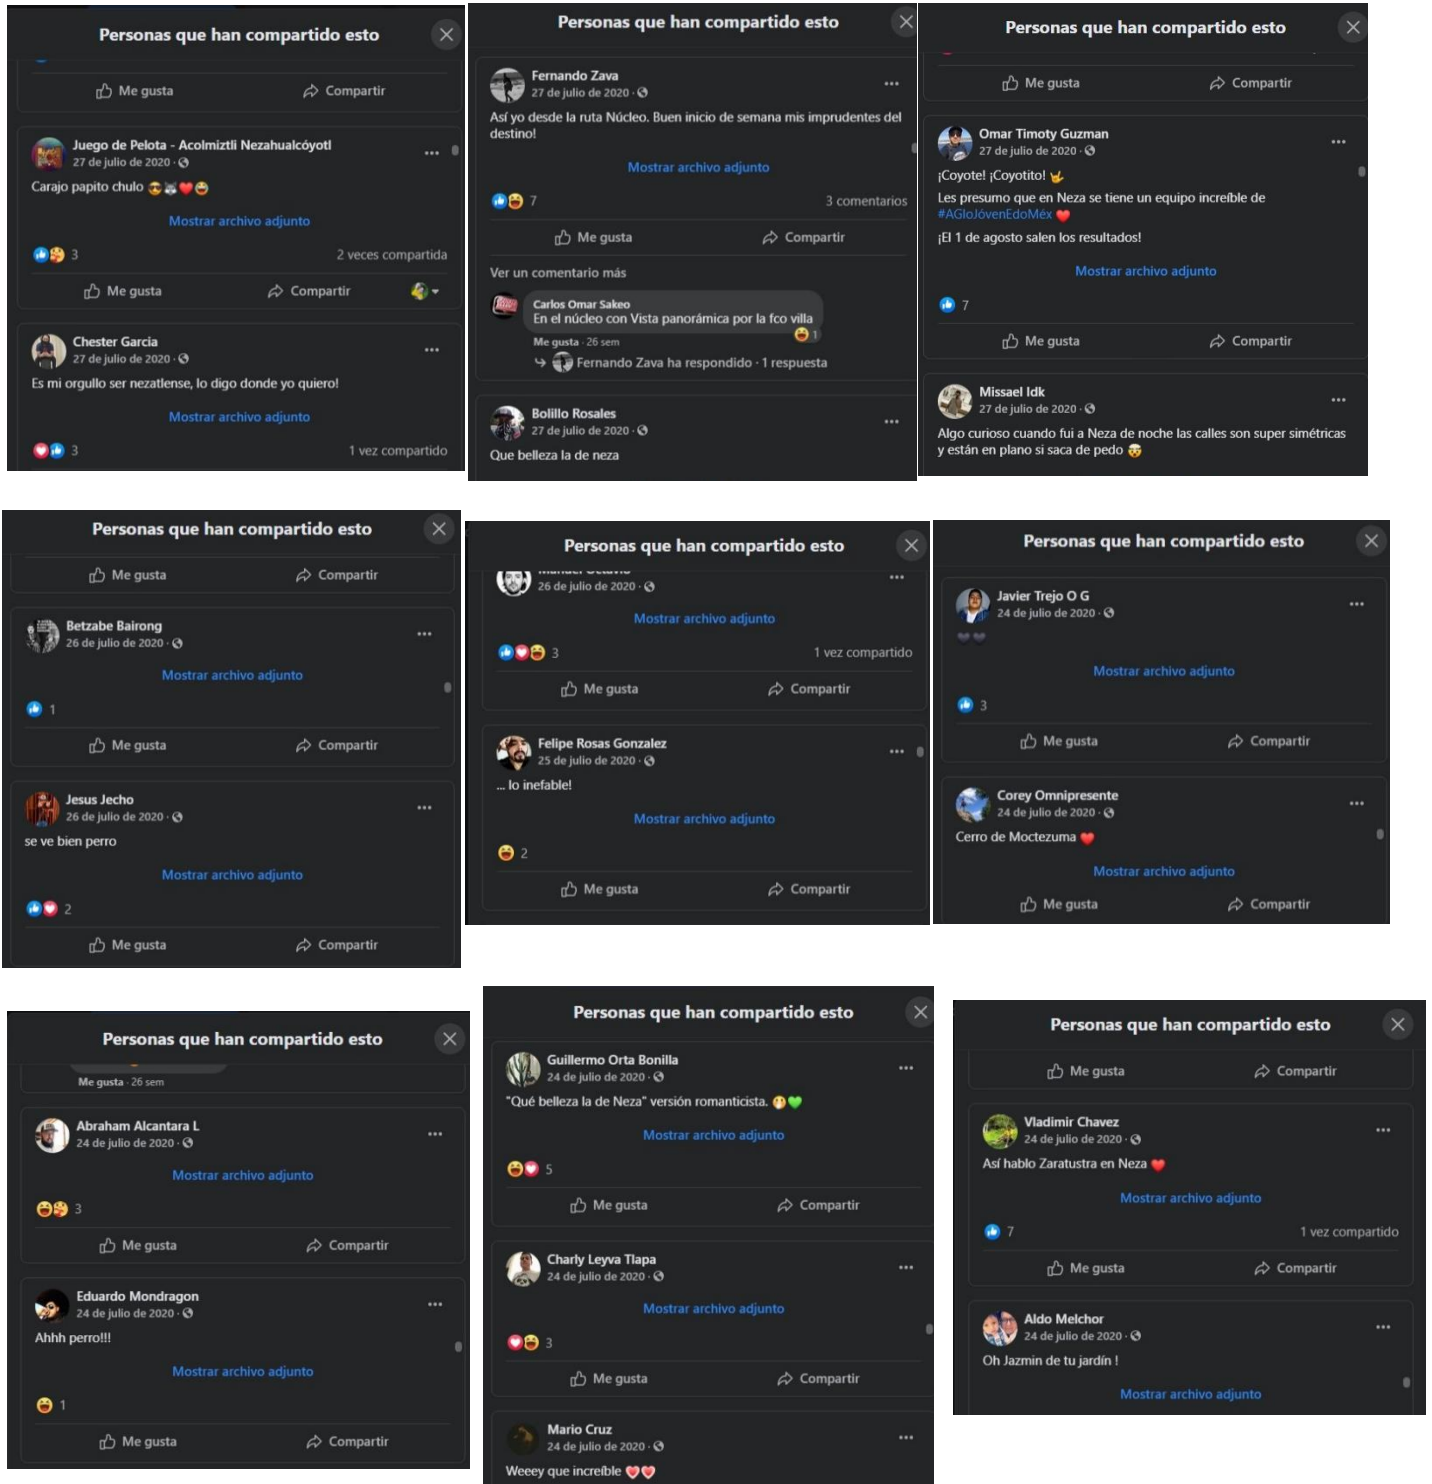 Personas que han compartido esto
Me gusta Compartir
Juego de Pelota - Acolmiztli Nezahualcóyotl
27 de julio de 2020
Carajo papito chulo 😎🐺❤️😄
Mostrar archivo adjunto
3 2 veces compartida
Me gusta Compartir
Chester Garcia
27 de julio de 2020
Es mi orgullo ser nezatlense, lo digo donde yo quiero!
Mostrar archivo adjunto
3 1 vez compartido
Personas que han compartido esto
Fernando Zava
27 de julio de 2020
Así yo desde la ruta Núcleo. Buen inicio de semana mis imprudentes del
destino!
Mostrar archivo adjunto
7 3 comentarios
Me gusta Compartir
Ver un comentario más
Carlos Omar Sakeo
En el núcleo con Vista panorámica por la fco villa
1
Me gusta · 26 sem
Fernando Zava ha respondido · 1 respuesta
Bolillo Rosales
27 de julio de 2020
Que belleza la de neza
Personas que han compartido esto
Me gusta Compartir
Omar Timoty Guzman
27 de julio de 2020
¡Coyote! ¡Coyotito! 🤟
Les presumo que en Neza se tiene un equipo increíble de
#AGloJóvenEdoMéx ❤️
¡El 1 de agosto salen los resultados!
Mostrar archivo adjunto
7
Me gusta Compartir
Missael Idk
27 de julio de 2020
Algo curioso cuando fui a Neza de noche las calles son super simétricas
y están en plano si saca de pedo 🤯
Personas que han compartido esto
Me gusta Compartir
Betzabe Bairong
26 de julio de 2020
Mostrar archivo adjunto
1
Me gusta Compartir
Jesus Jecho
26 de julio de 2020
se ve bien perro
Mostrar archivo adjunto
2
Me gusta Compartir
Personas que han compartido esto
Manuel Octavio
26 de julio de 2020
Mostrar archivo adjunto
3 1 vez compartido
Me gusta Compartir
Felipe Rosas Gonzalez
25 de julio de 2020
... lo inefable!
Mostrar archivo adjunto
2
Me gusta Compartir
Personas que han compartido esto
Javier Trejo O G
24 de julio de 2020
🖤🖤
Mostrar archivo adjunto
3
Me gusta Compartir
Corey Omnipresente
24 de julio de 2020
Cerro de Moctezuma ❤️
Mostrar archivo adjunto
Me gusta Compartir
Personas que han compartido esto
Me gusta · 26 sem
Abraham Alcantara L
24 de julio de 2020
Mostrar archivo adjunto
3
Me gusta Compartir
Eduardo Mondragon
24 de julio de 2020
Ahhh perro!!!
Mostrar archivo adjunto
1
Me gusta Compartir
Personas que han compartido esto
Guillermo Orta Bonilla
24 de julio de 2020
"Qué belleza la de Neza" versión romanticista. 🤭💚
Mostrar archivo adjunto
5
Me gusta Compartir
Charly Leyva Tlapa
24 de julio de 2020
Mostrar archivo adjunto
3
Me gusta Compartir
Mario Cruz
24 de julio de 2020
Weeey que increíble 💖💖
Personas que han compartido esto
Me gusta Compartir
Vladimir Chavez
24 de julio de 2020
Así hablo Zaratustra en Neza ❤️
Mostrar archivo adjunto
7 1 vez compartido
Me gusta Compartir
Aldo Melchor
24 de julio de 2020
Oh Jazmin de tu jardín !
Mostrar archivo adjunto